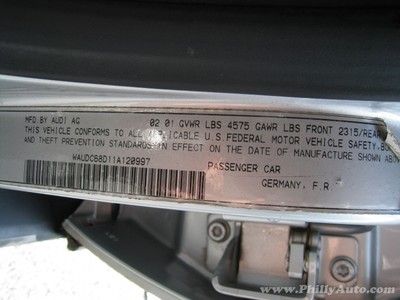 MFD BY AUDI AG 02 01 GVWR LBS 4575 GAWR LBS FRONT 2315/REAR
THIS VEHICLE CONFORMS TO ALL APPLICABLE U.S FEDERAL MOTOR VEHICLE SAFETY, BU
THEFT PREVENTION STANDARDS IN EFFECT ON THE DATE OF MANUFACTURE SHOWN ABO
WAUDC68D11A120997 PASSENGER CAR
GERMANY, F.R.
www.PhillyAuto.com